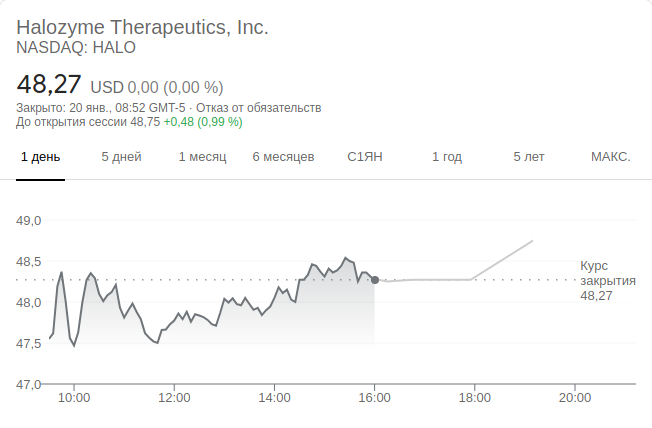 Halozyme Therapeutics, Inc.
NASDAQ: HALO
48,27 USD 0,00 (0,00 %)
Закрыто: 20 янв., 08:52 GMT-5 · Отказ от обязательств
До открытия сессии 48,75 +0,48 (0,99 %)
1 день 5 дней 1 месяц 6 месяцев С1ЯН 1 год 5 лет МАКС.
49,0
48,5
48,0
47,5
47,0
Курс
закрытия
48,27
10:00 12:00 14:00 16:00 18:00 20:00